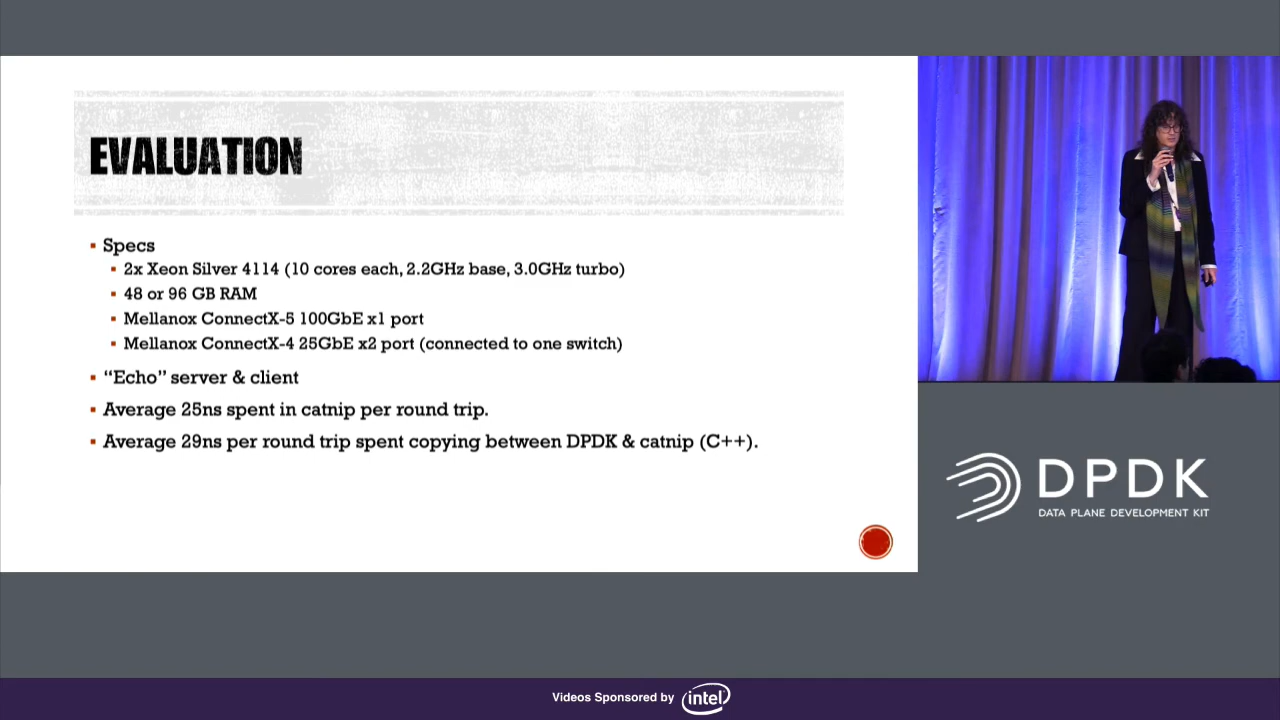 EVALUATION
Specs
2x Xeon Silver 4114 (10 cores each, 2.2GHz base, 3.0GHz turbo)
48 or 96 GB RAM
Mellanox ConnectX-5 100GbE x1 port
Mellanox ConnectX-4 25GbE x2 port (connected to one switch)
“Echo” server & client
Average 25ns spent in catnip per round trip.
Average 29ns per round trip spent copying between DPDK & catnip (C++).
DPDK
DATA PLANE DEVELOPMENT KIT
Videos Sponsored by intel